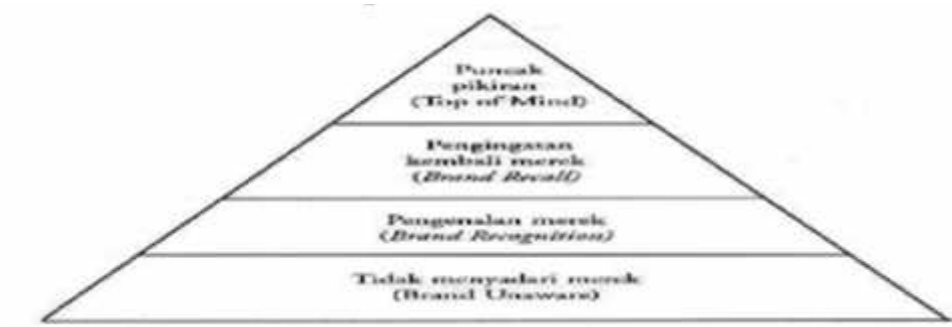 Puncak
pikiran
(Top of Mind)
Pengingatan
kembali merek
(Brand Recall)
Pengenalan merek
(Brand Recognition)
Tidak menyadari merek
(Brand Unaware)